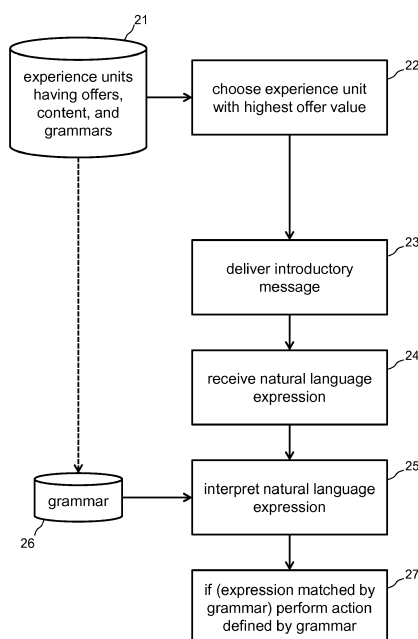 21
experience units
having offers,
content, and
grammars
22
choose experience unit
with highest offer value
23
deliver introductory
message
24
receive natural language
expression
25
interpret natural language
expression
grammar
26
27
if (expression matched by
grammar) perform action
defined by grammar